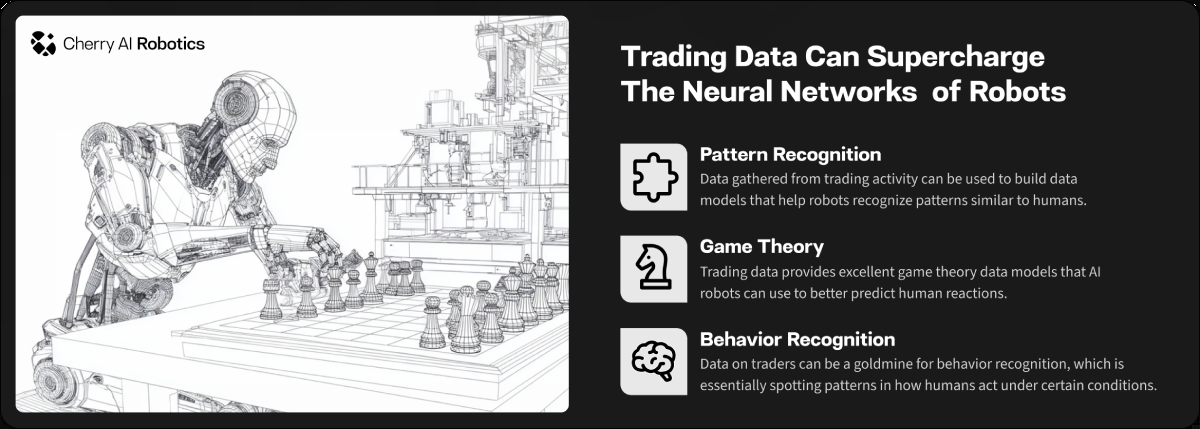 Cherry AI Robotics
Trading Data Can Supercharge
The Neural Networks  of Robots
Pattern Recognition
Data gathered from trading activity can be used to build data
models that help robots recognize patterns similar to humans.
Game Theory
Trading data provides excellent game theory data models that AI
robots can use to better predict human reactions.
Behavior Recognition
Data on traders can be a goldmine for behavior recognition, which is
essentially spotting patterns in how humans act under certain conditions.